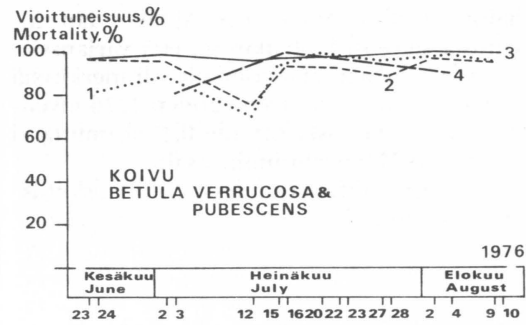 Vioittuneisuus,%
Mortality,%
100
80
60
40
20
1
2
3
4
KOIVU
BETULA VERRUCOSA &
PUBESCENS
1976
Kesäkuu Heinäkuu Elokuu
June July August
23 24 2 3 12 15 16 20 22 23 27 28 2 4 9 10